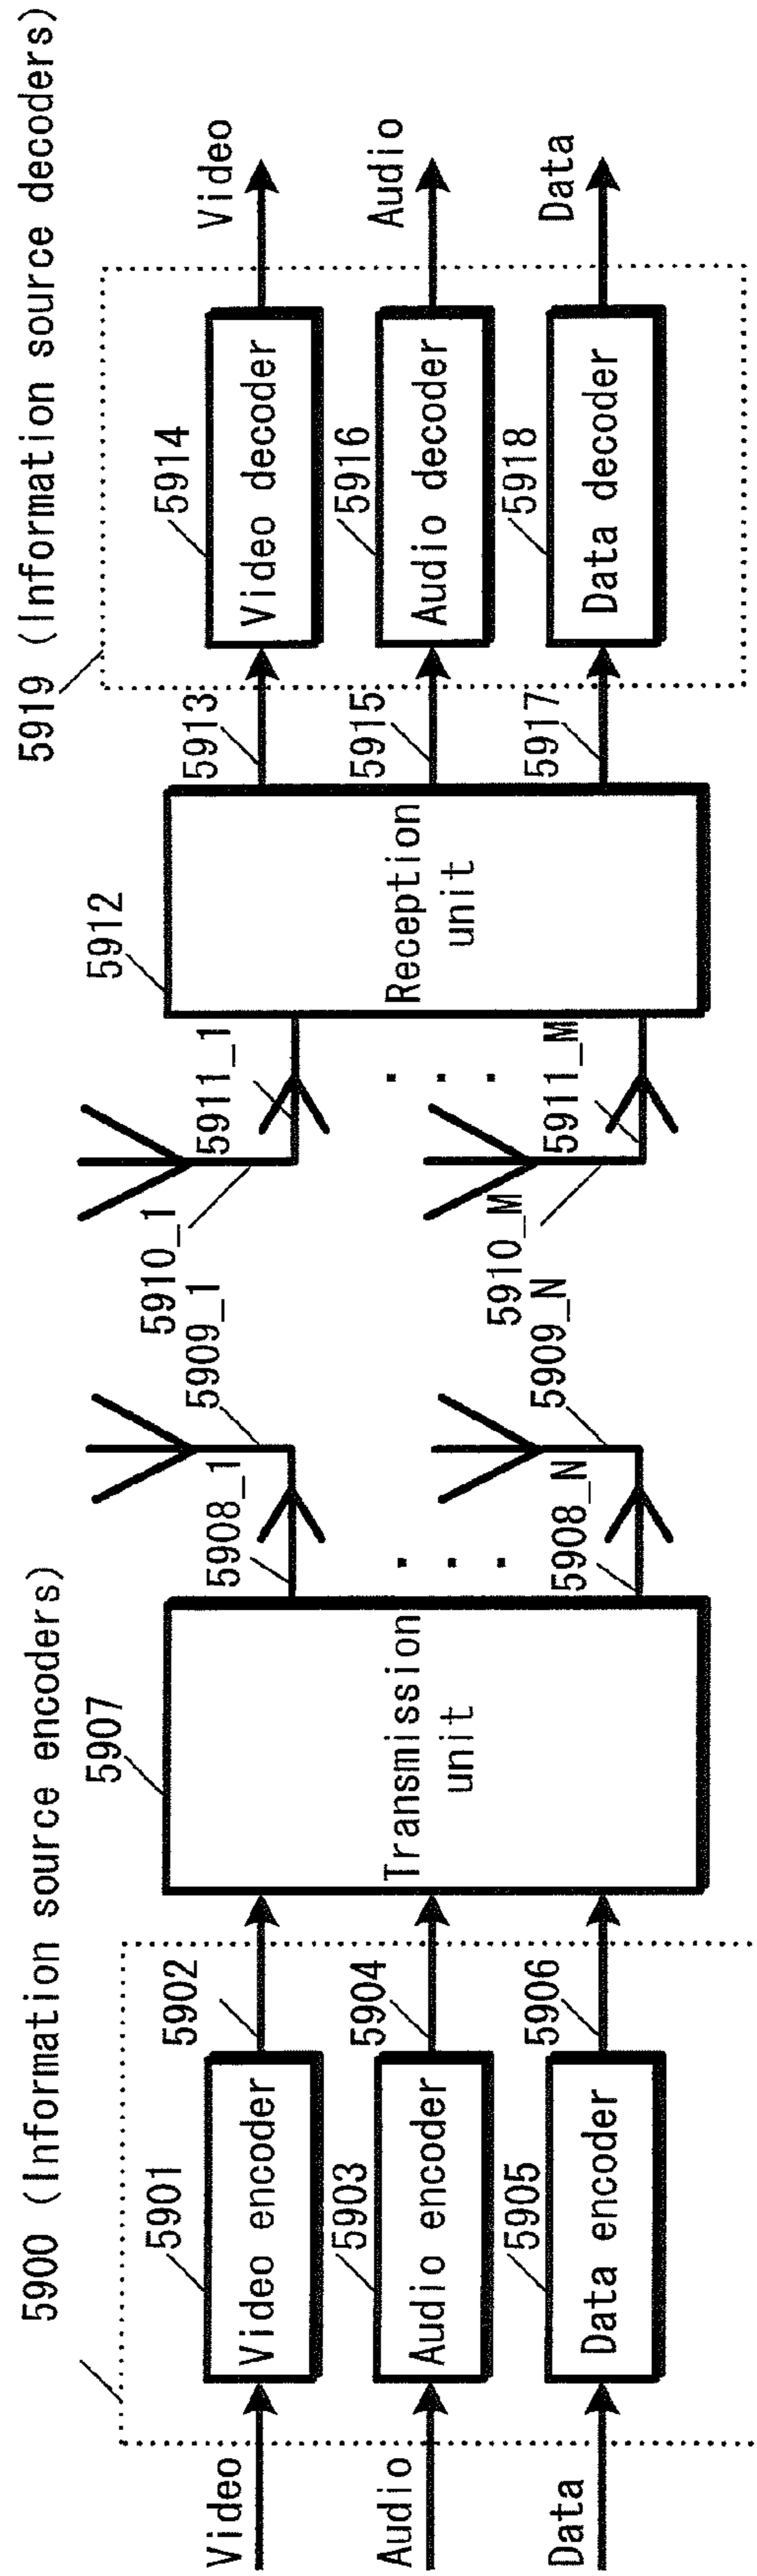 5900 (Information source encoders)
Video
5901
Video encoder
5902
Audio
5903
Audio encoder
5904
Data
5905
Data encoder
5906
5907
Transmission
unit
5908_1
5908_N
5909_1
5909_N
5910_1
5910_M
5911_1
5911_M
5912
Reception
unit
5919 (Information source decoders)
5913
5914
Video decoder
Video
5915
5916
Audio decoder
Audio
5917
5918
Data decoder
Data